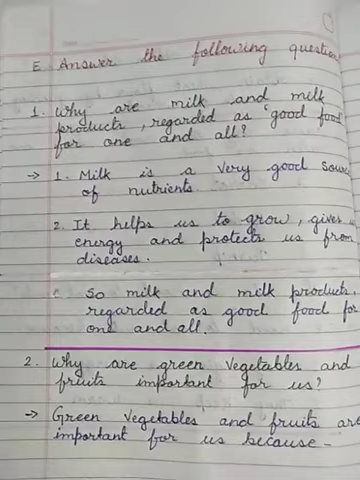 E. Answer the following question
1. Why are milk and milk
products, regarded as 'good food
for one and all?
→ 1. Milk is a very good sour
of nutrients.
2. It helps us to grow, gives
energy and protects us from
diseases.
So milk and milk products,
regarded as good food for
one and all.
2. Why are green vegetables and
fruits important for us?
→ Green vegetables and fruits are
important for us because -